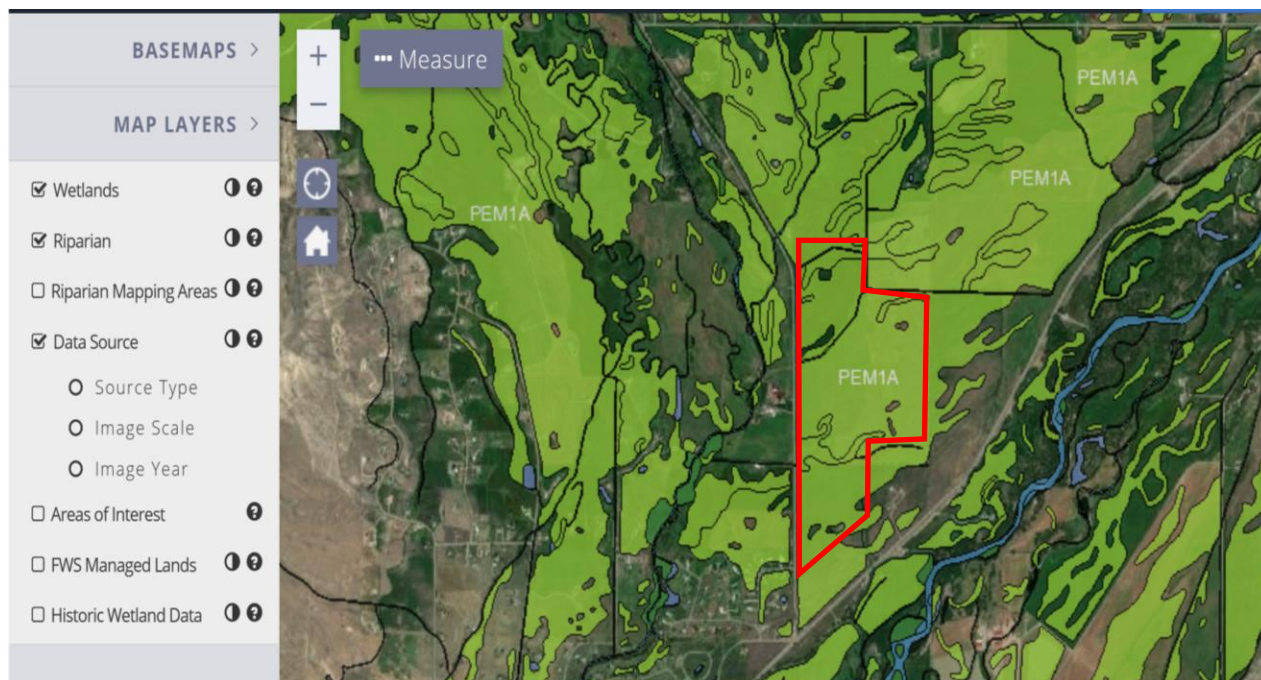 BASEMAPS >
MAP LAYERS >
Wetlands ?
Riparian ?
Riparian Mapping Areas ?
Data Source ?
Source Type
Image Scale
Image Year
Areas of Interest ?
FWS Managed Lands ?
Historic Wetland Data ?
+
−
••• Measure
PEM1A
PEM1A
PEM1A
PEM1A